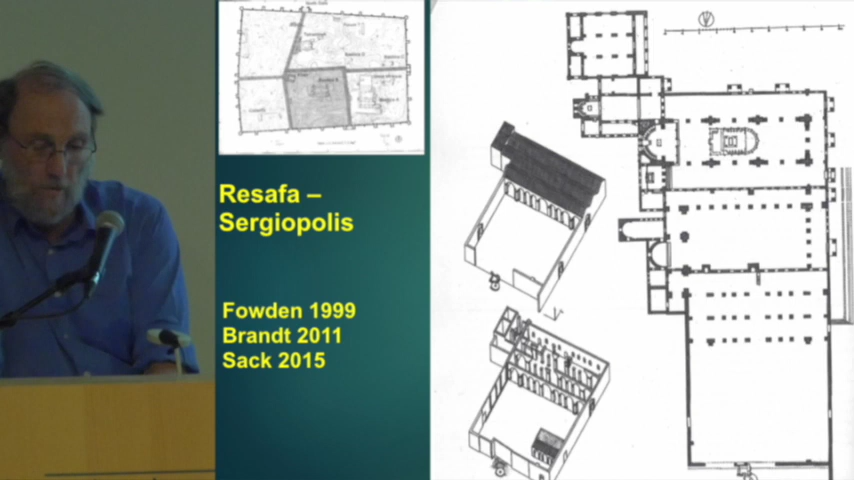 Resafa –
Sergiopolis
Fowden 1999
Brandt 2011
Sack 2015